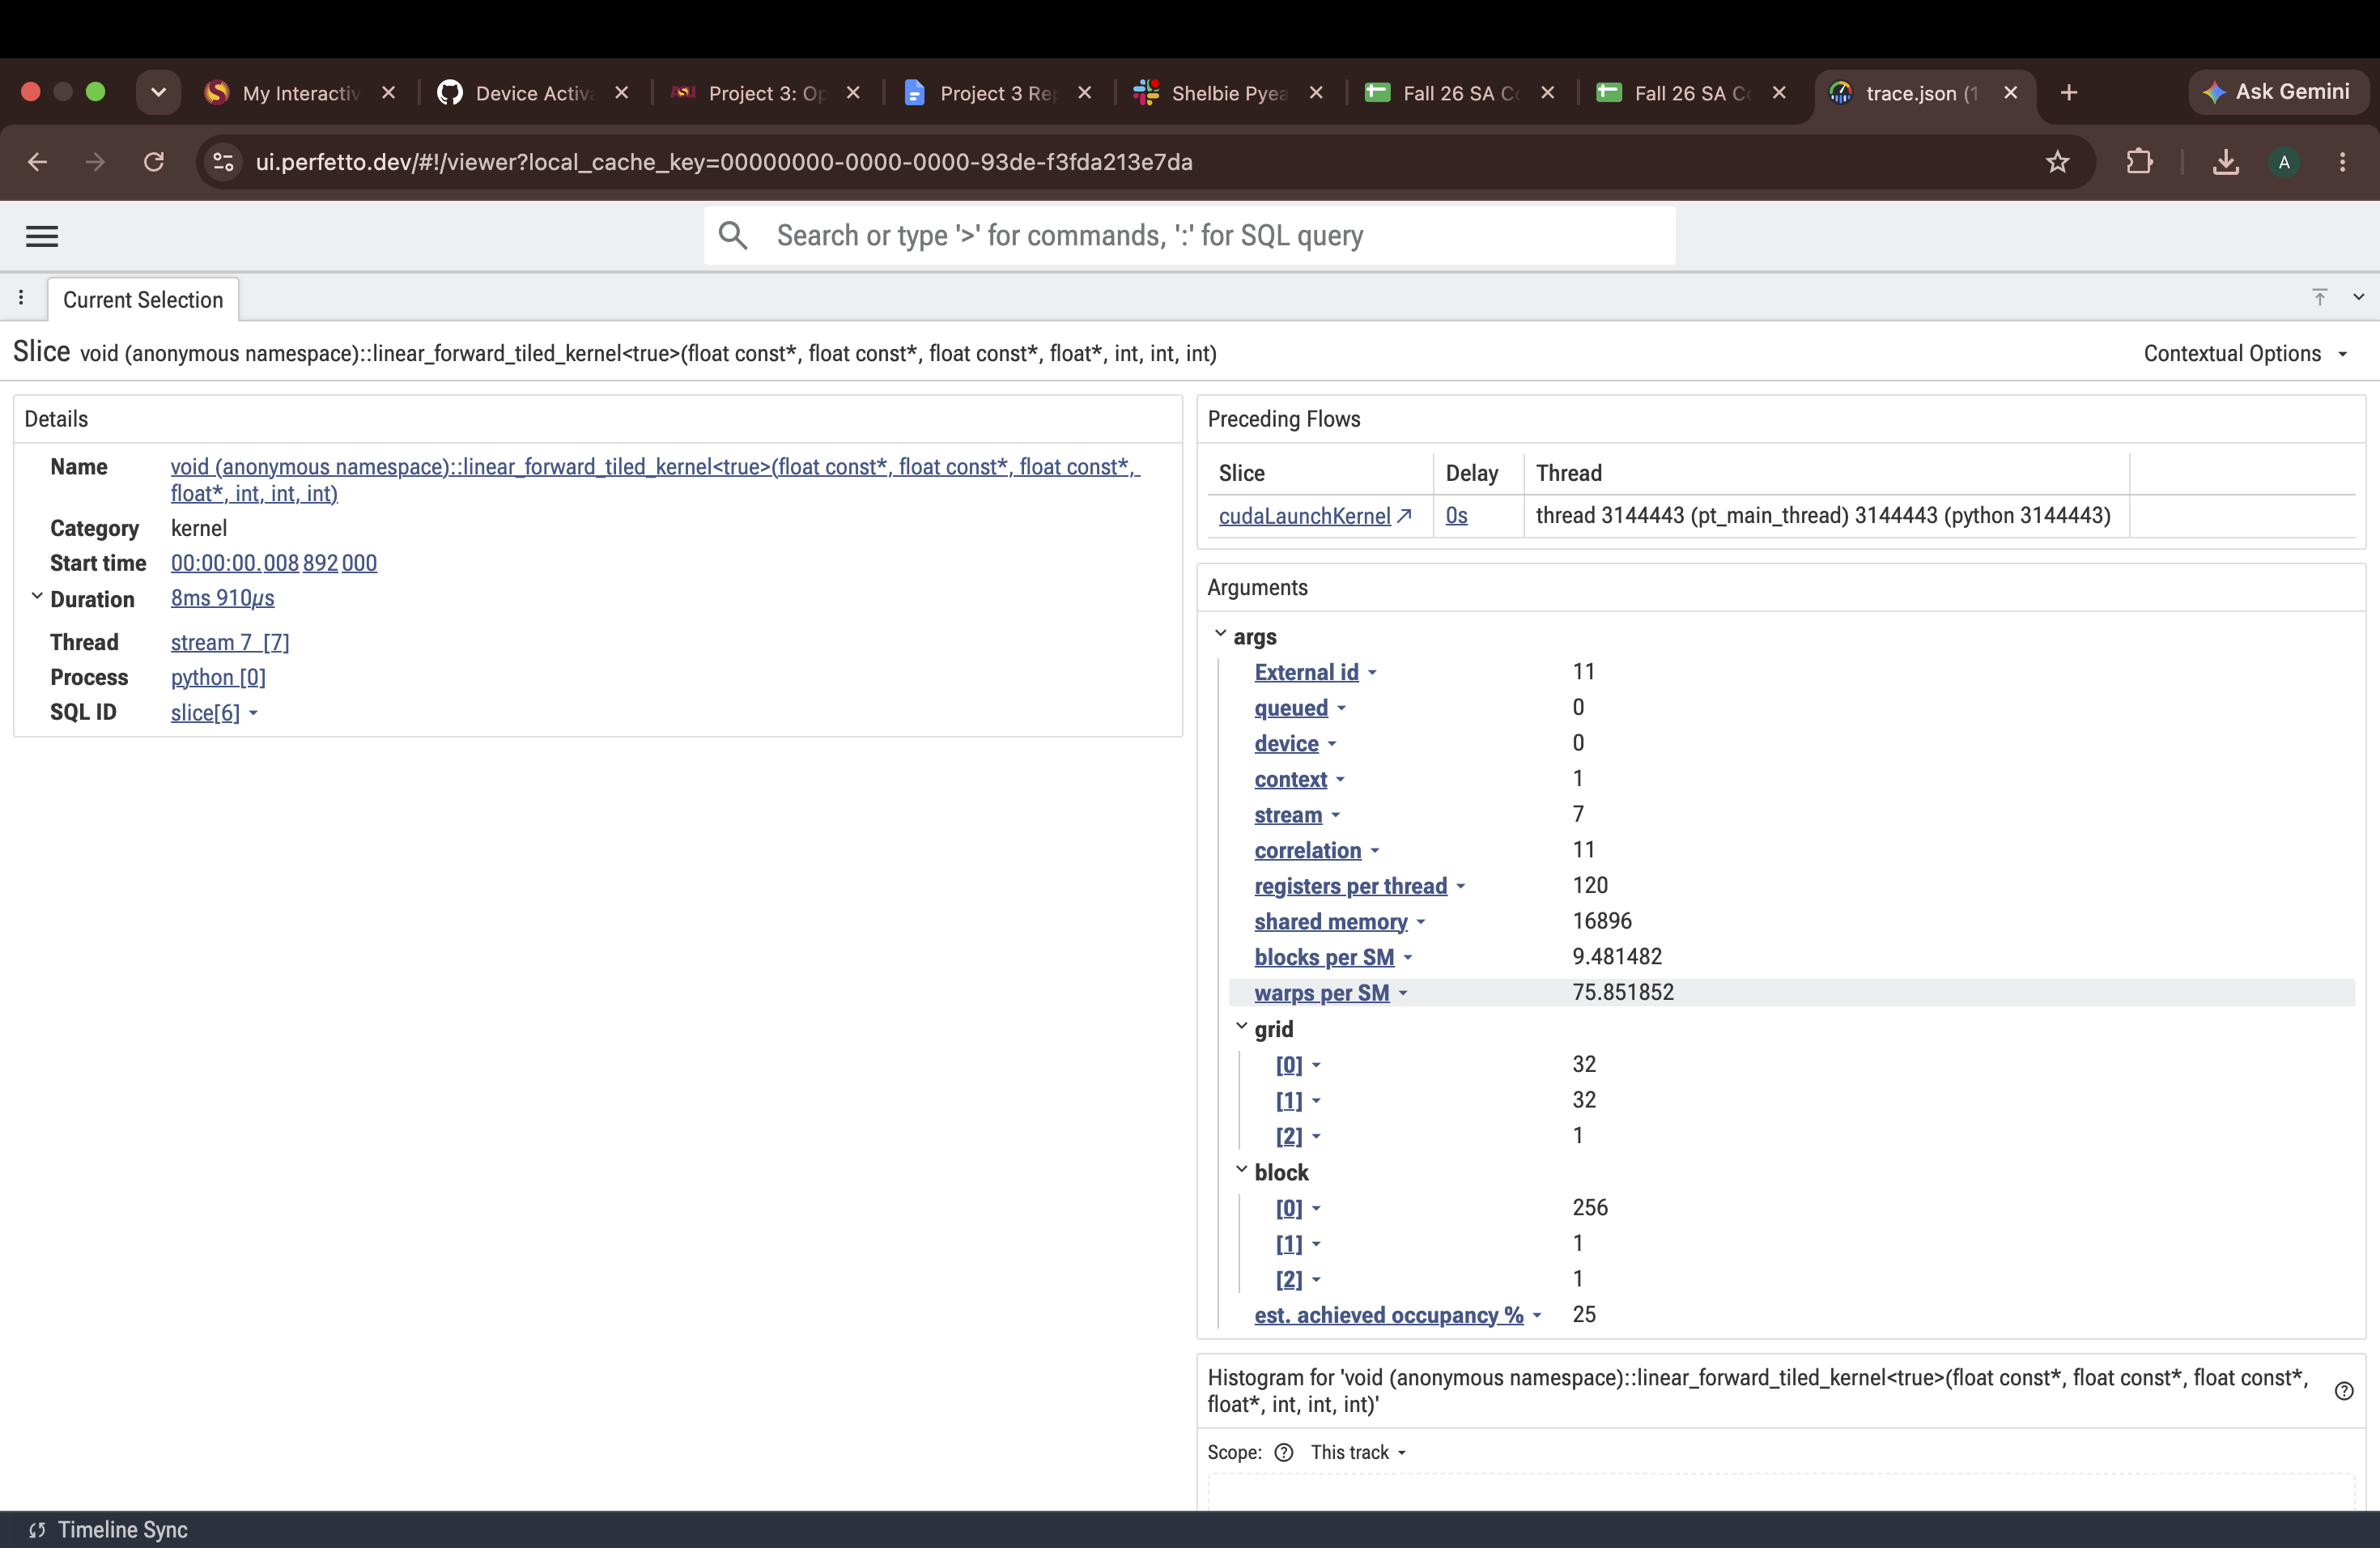 My Interactiv
Device Activa
Project 3: Op
Project 3 Rep
Shelbie Pyea
Fall 26 SA Co
Fall 26 SA Co
trace.json (1
Ask Gemini
ui.perfetto.dev/#!/viewer?local_cache_key=00000000-0000-0000-93de-f3fda213e7da
A
Search or type '>' for commands, ':' for SQL query
Current Selection
Slice void (anonymous namespace)::linear_forward_tiled_kernel<true>(float const*, float const*, float const*, float*, int, int, int)
Contextual Options
Details
Name void (anonymous namespace)::linear_forward_tiled_kernel<true>(float const*, float const*, float const*,
float*, int, int, int)
Category kernel
Start time 00:00:00.008 892 000
Duration 8ms 910µs
Thread stream 7 [7]
Process python [0]
SQL ID slice[6]
Preceding Flows
Slice Delay Thread
cudaLaunchKernel 0s thread 3144443 (pt_main_thread) 3144443 (python 3144443)
Arguments
args
External id 11
queued 0
device 0
context 1
stream 7
correlation 11
registers per thread 120
shared memory 16896
blocks per SM 9.481482
warps per SM 75.851852
grid
[0] 32
[1] 32
[2] 1
block
[0] 256
[1] 1
[2] 1
est. achieved occupancy % 25
Histogram for 'void (anonymous namespace)::linear_forward_tiled_kernel<true>(float const*, float const*, float const*,
float*, int, int, int)'
Scope: This track
Timeline Sync